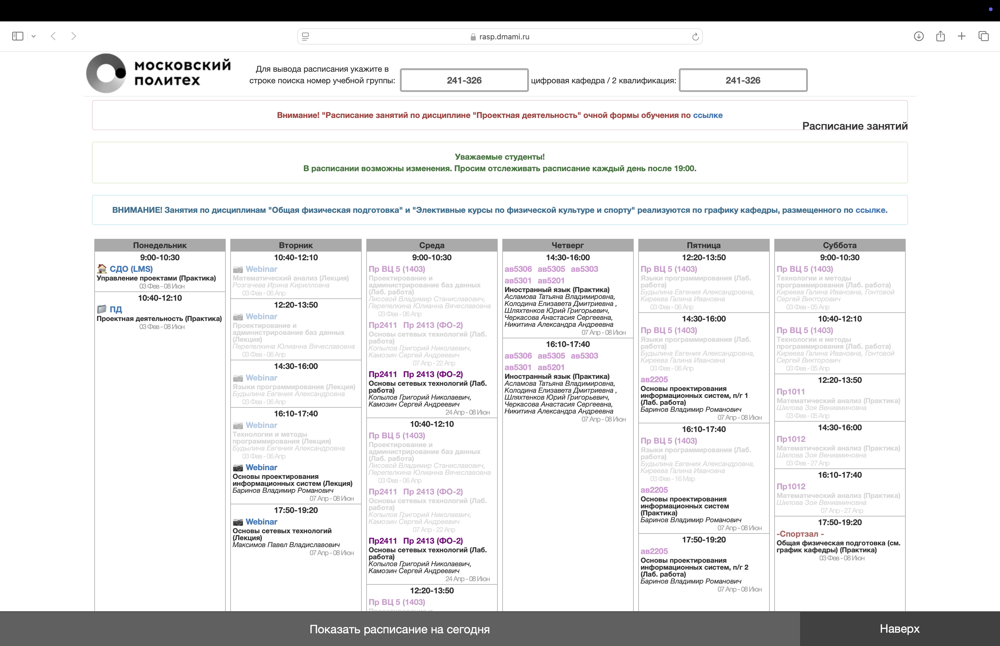 rasp.dmami.ru
МОСКОВСКИЙ
ПОЛИТЕХ
Для вывода расписания укажите в
строке поиска номер учебной группы:
241-326
цифровая кафедра / 2 квалификация:
241-326
Внимание! "Расписание занятий по дисциплине "Проектная деятельность" очной формы обучения по ссылке
Расписание занятий
Уважаемые студенты!
В расписании возможны изменения. Просим отслеживать расписание каждый день после 19:00.
ВНИМАНИЕ! Занятия по дисциплинам "Общая физическая подготовка" и "Элективные курсы по физической культуре и спорту" реализуются по графику кафедры, размещенного по ссылке.
Понедельник
9:00-10:30
СДО (LMS)
Управление проектами (Практика)
03 Фев - 08 Июн
10:40-12:10
ПД
Проектная деятельность (Практика)
03 Фев - 08 Июн
Вторник
10:40-12:10
Webinar
Математический анализ (Лекция)
Розгачева Ирина Кирилловна
03 Фев - 06 Апр
12:20-13:50
Webinar
Проектирование и
администрирование баз данных
(Лекция)
Перепелкина Юлианна Вячеславовна
03 Фев - 06 Апр
14:30-16:00
Webinar
Языки программирования (Лекция)
Будылина Евгения Александровна
03 Фев - 06 Апр
16:10-17:40
Webinar
Технологии и методы
программирования (Лекция)
Будылина Евгения Александровна
03 Фев - 06 Апр
Webinar
Основы проектирования
информационных систем (Лекция)
Баринов Владимир Романович
07 Апр - 08 Июн
17:50-19:20
Webinar
Основы сетевых технологий
(Лекция)
Максимов Павел Владиславович
07 Апр - 08 Июн
Среда
9:00-10:30
Пр ВЦ 5 (1403)
Проектирование и
администрирование баз данных
(Лаб. работа)
Лисовой Владимир Станиславович,
Перепелкина Юлианна Вячеславовна
03 Фев - 06 Апр
Пр2411 Пр 2413 (ФО-2)
Основы сетевых технологий (Лаб.
работа)
Копылов Григорий Николаевич,
Камозин Сергей Андреевич
07 Апр - 22 Апр
Пр2411 Пр 2413 (ФО-2)
Основы сетевых технологий (Лаб.
работа)
Копылов Григорий Николаевич,
Камозин Сергей Андреевич
24 Апр - 08 Июн
10:40-12:10
Пр ВЦ 5 (1403)
Проектирование и
администрирование баз данных
(Лаб. работа)
Лисовой Владимир Станиславович,
Перепелкина Юлианна Вячеславовна
03 Фев - 06 Апр
Пр2411 Пр 2413 (ФО-2)
Основы сетевых технологий (Лаб.
работа)
Копылов Григорий Николаевич,
Камозин Сергей Андреевич
07 Апр - 22 Апр
Пр2411 Пр 2413 (ФО-2)
Основы сетевых технологий (Лаб.
работа)
Копылов Григорий Николаевич,
Камозин Сергей Андреевич
24 Апр - 08 Июн
12:20-13:50
Пр ВЦ 5 (1403)
Четверг
14:30-16:00
ав5306 ав5305 ав5303
ав5301 ав5201
Иностранный язык (Практика)
Асламова Татьяна Владимировна,
Колодина Елизавета Дмитриевна ,
Шляхтенков Юрий Григорьевич,
Черкасова Анастасия Сергеевна,
Никитина Александра Андреевна
07 Апр - 08 Июн
16:10-17:40
ав5306 ав5305 ав5303
ав5301 ав5201
Иностранный язык (Практика)
Асламова Татьяна Владимировна,
Колодина Елизавета Дмитриевна ,
Шляхтенков Юрий Григорьевич,
Черкасова Анастасия Сергеевна,
Никитина Александра Андреевна
07 Апр - 08 Июн
Пятница
12:20-13:50
Пр ВЦ 5 (1403)
Языки программирования (Лаб.
работа)
Будылина Евгения Александровна,
Киреева Галина Ивановна
03 Фев - 06 Апр
14:30-16:00
Пр ВЦ 5 (1403)
Языки программирования (Лаб.
работа)
Будылина Евгения Александровна,
Киреева Галина Ивановна
03 Фев - 06 Апр
ав2205
Основы проектирования
информационных систем, п/г 1
(Лаб. работа)
Баринов Владимир Романович
07 Апр - 08 Июн
16:10-17:40
Пр ВЦ 5 (1403)
Языки программирования (Лаб.
работа)
Будылина Евгения Александровна,
Киреева Галина Ивановна
03 Фев - 16 Мар
ав2205
Основы проектирования
информационных систем
(Практика)
Баринов Владимир Романович
07 Апр - 08 Июн
17:50-19:20
ав2205
Основы проектирования
информационных систем, п/г 2
(Лаб. работа)
Баринов Владимир Романович
07 Апр - 08 Июн
Суббота
9:00-10:30
Пр ВЦ 5 (1403)
Технологии и методы
программирования (Лаб. работа)
Киреева Галина Ивановна, Гонтовой
Сергей Викторович
03 Фев - 05 Апр
10:40-12:10
Пр ВЦ 5 (1403)
Технологии и методы
программирования (Лаб. работа)
Киреева Галина Ивановна, Гонтовой
Сергей Викторович
03 Фев - 05 Апр
12:20-13:50
Пр1011
Математический анализ (Практика)
Шилова Зоя Вениаминовна
03 Фев - 05 Апр
14:30-16:00
Пр1012
Математический анализ (Практика)
Шилова Зоя Вениаминовна
03 Фев - 27 Апр
16:10-17:40
Пр1012
Математический анализ (Практика)
Шилова Зоя Вениаминовна
07 Апр - 27 Апр
17:50-19:20
-Спортзал -
Общая физическая подготовка (см.
график кафедры) (Практика)
03 Фев - 08 Июн
Показать расписание на сегодня
Наверх